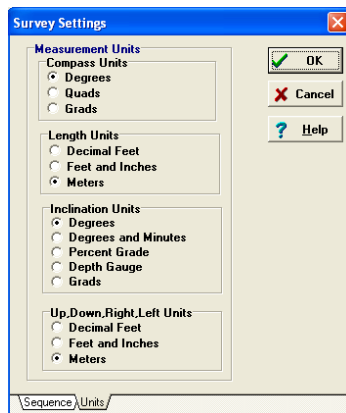 Survey Settings
Measurement Units
Compass Units
Degrees
Quads
Grads
Length Units
Decimal Feet
Feet and Inches
Meters
Inclination Units
Degrees
Degrees and Minutes
Percent Grade
Depth Gauge
Grads
Up,Down,Right,Left Units
Decimal Feet
Feet and Inches
Meters
OK
Cancel
Help
Sequence Units